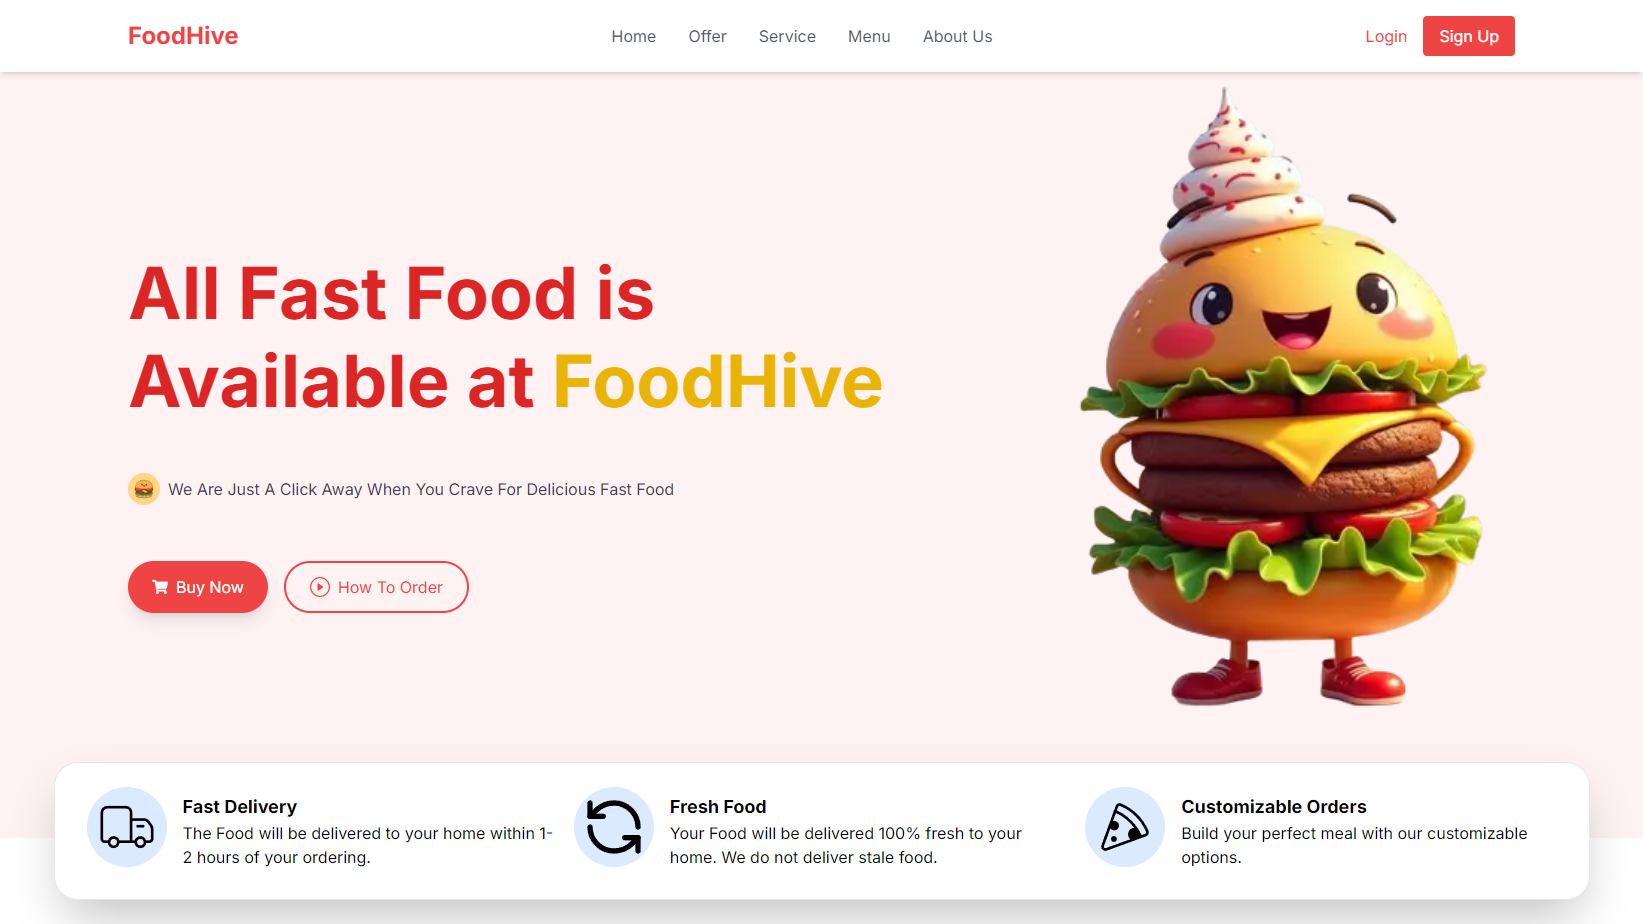 FoodHive
Home
Offer
Service
Menu
About Us
Login
Sign Up
All Fast Food is
Available at FoodHive
We Are Just A Click Away When You Crave For Delicious Fast Food
Buy Now
How To Order
Fast Delivery
The Food will be delivered to your home within 1-
2 hours of your ordering.
Fresh Food
Your Food will be delivered 100% fresh to your
home. We do not deliver stale food.
Customizable Orders
Build your perfect meal with our customizable
options.